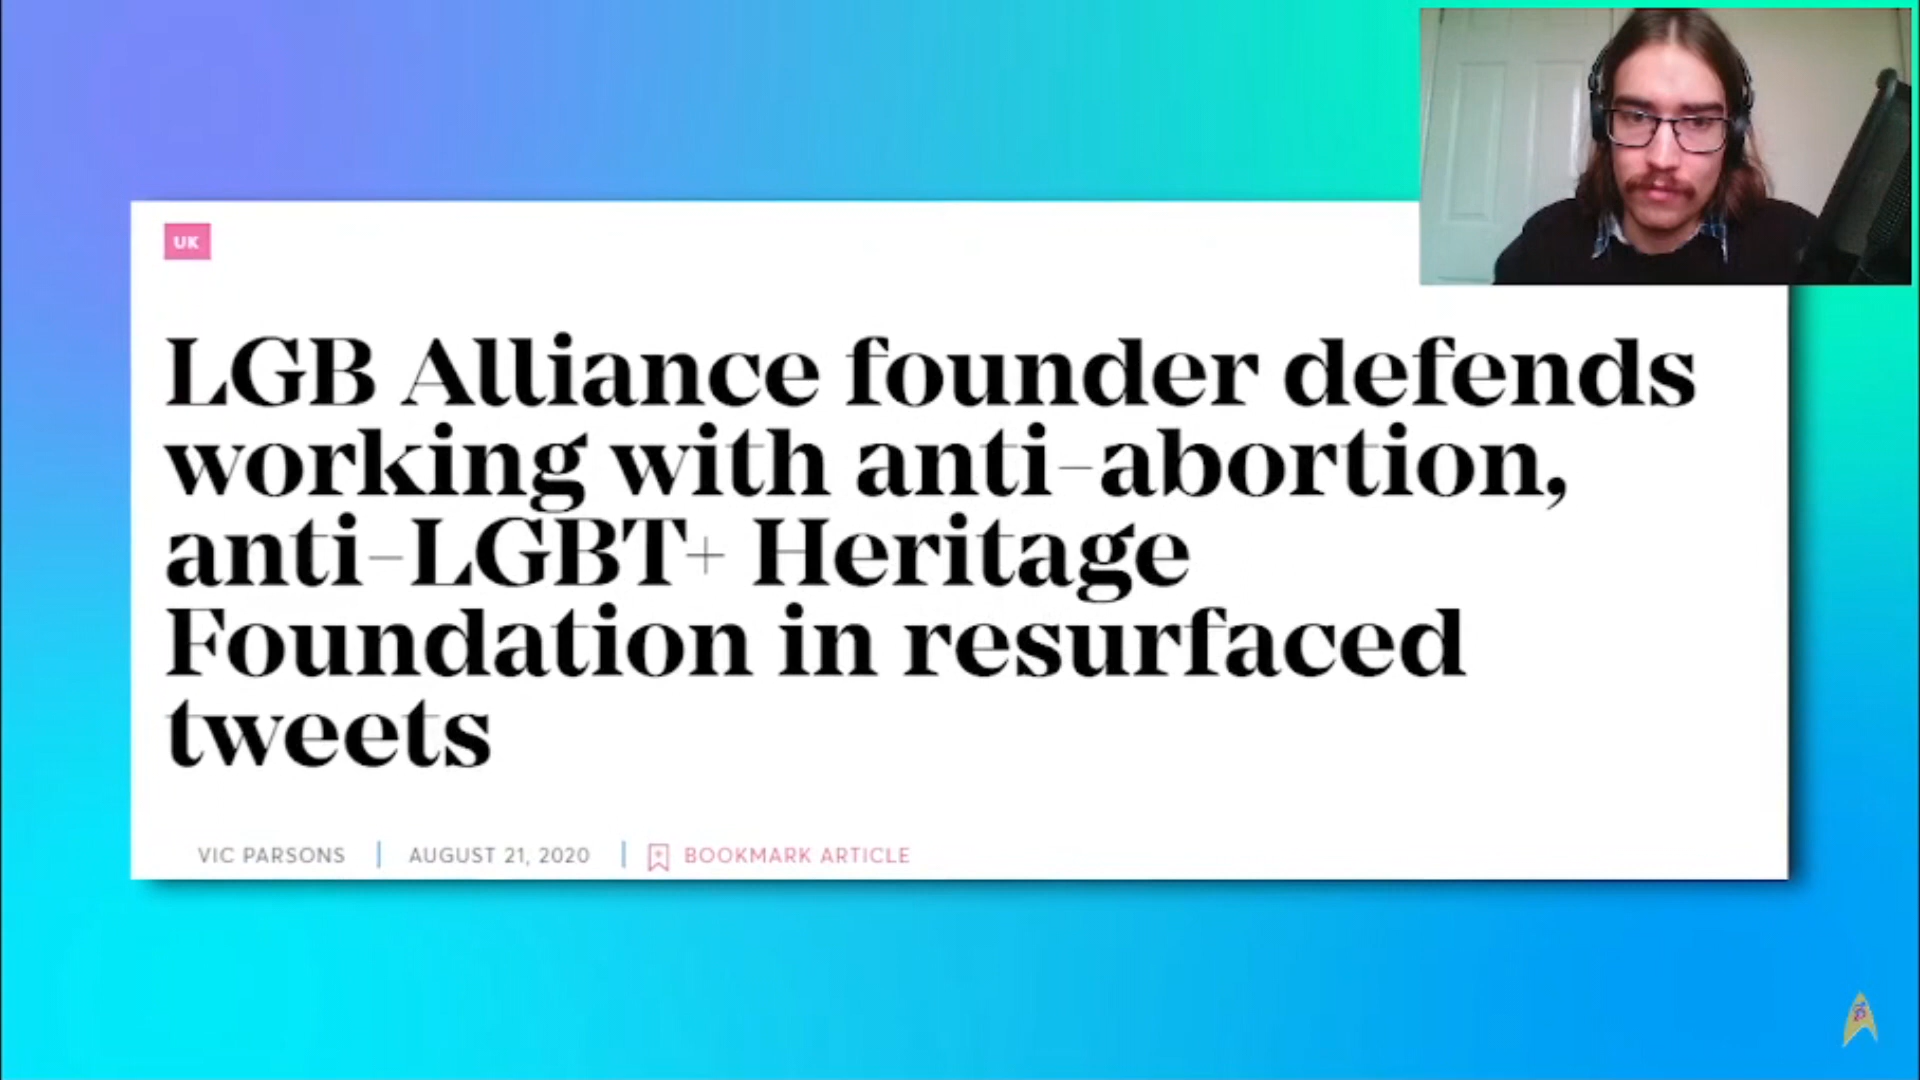 UK
LGB Alliance founder defends
working with anti-abortion,
anti-LGBT+ Heritage
Foundation in resurfaced
tweets
VIC PARSONS
AUGUST 21, 2020
BOOKMARK ARTICLE